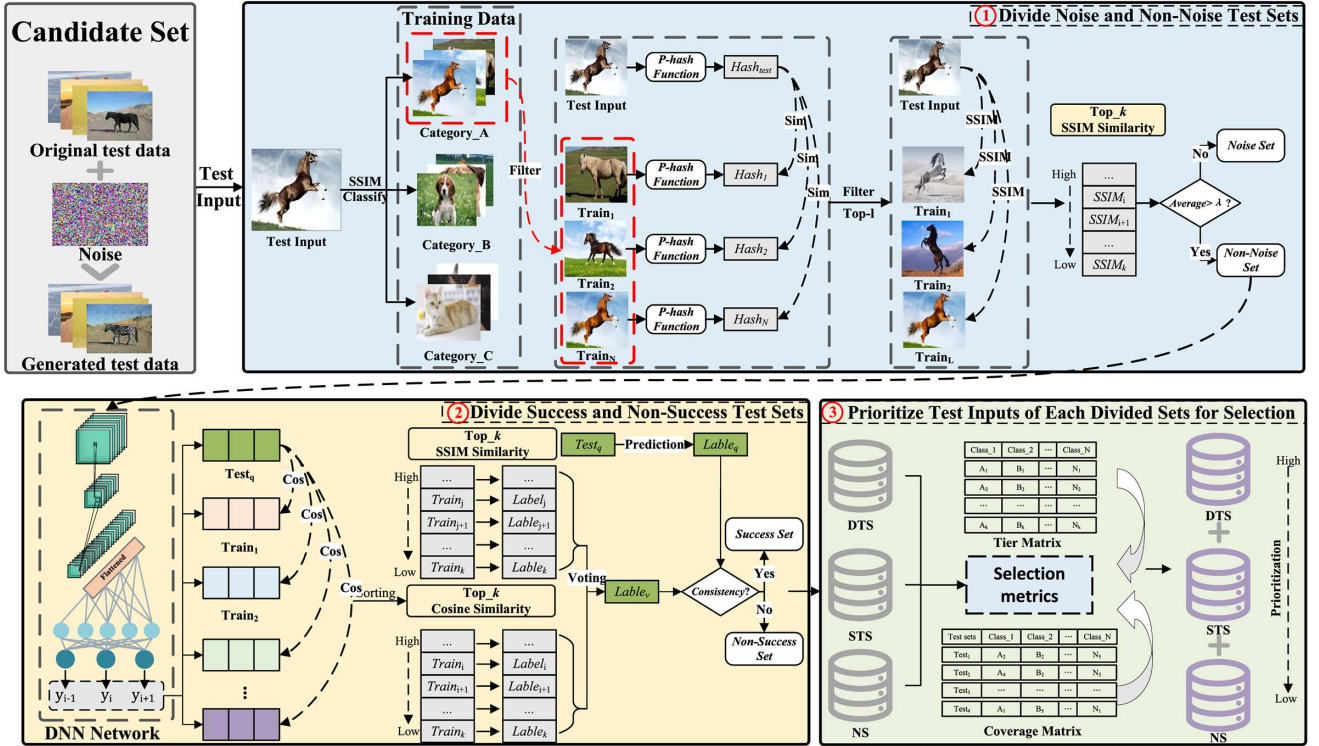 Candidate Set
Original test data
Noise
Generated test data
Test
Input
① Divide Noise and Non-Noise Test Sets
Training Data
Test Input
SSIM
Classify
Category_A
Category_B
Category_C
Filter
Test Input
P-hash
Function
Hash_test
Train_1
P-hash
Function
Hash_1
Train_2
P-hash
Function
Hash_2
Train_N
P-hash
Function
Hash_N
Sim
Sim
Sim
Filter
Top-l
Test Input
SSIM
SSIM
SSIM
Train_1
Train_2
Train_L
Top_k
SSIM Similarity
High
Low
...
SSIM_i
SSIM_i+1
...
SSIM_k
Average> λ ?
No
Noise Set
Yes
Non-Noise
Set
② Divide Success and Non-Success Test Sets
Flattened
y_i-1 y_i y_i+1
DNN Network
Test_q
Train_1
Train_2
⋮
Cos
Cos
Cos
Cos
Sorting
Top_k
SSIM Similarity
High
Low
... ...
Train_j Label_j
Train_j+1 Lable_j+1
... ...
Train_k Lable_k
Top_k
Cosine Similarity
High
Low
... ...
Train_i Label_i
Train_i+1 Lable_i+1
... ...
Train_k Lable_k
Test_q Prediction Lable_q
Voting
Lable_v
Consistency?
Success Set
Yes
No
Non-Success
Set
③ Prioritize Test Inputs of Each Divided Sets for Selection
DTS
STS
NS
Class_1 Class_2 ... Class_N
A_1 B_1 ... N_1
A_2 B_2 ... N_2
... ... ... ...
A_k B_k ... N_k
Tier Matrix
Selection
metrics
Test sets Class_1 Class_2 ... Class_N
Test_1 A_2 B_2 ... N_3
Test_2 A_4 B_2 ... N_3
Test_3 ... ... ... ...
Test_4 A_1 B_5 ... N_1
Coverage Matrix
DTS
STS
NS
High
Prioritization
Low